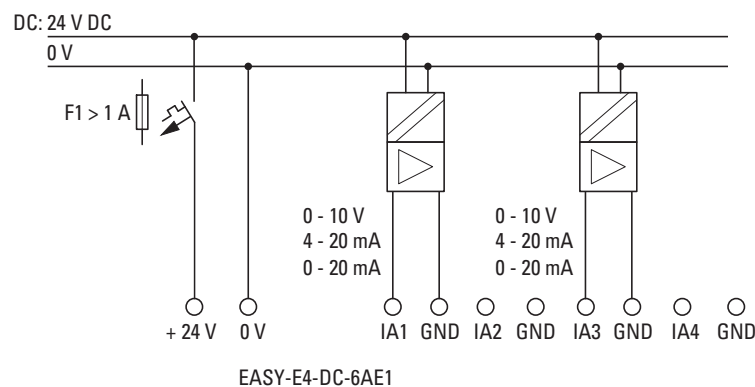 DC: 24 V DC
0 V
F1 > 1 A
0 - 10 V
4 - 20 mA
0 - 20 mA
0 - 10 V
4 - 20 mA
0 - 20 mA
+ 24 V 0 V IA1 GND IA2 GND IA3 GND IA4 GND
EASY-E4-DC-6AE1